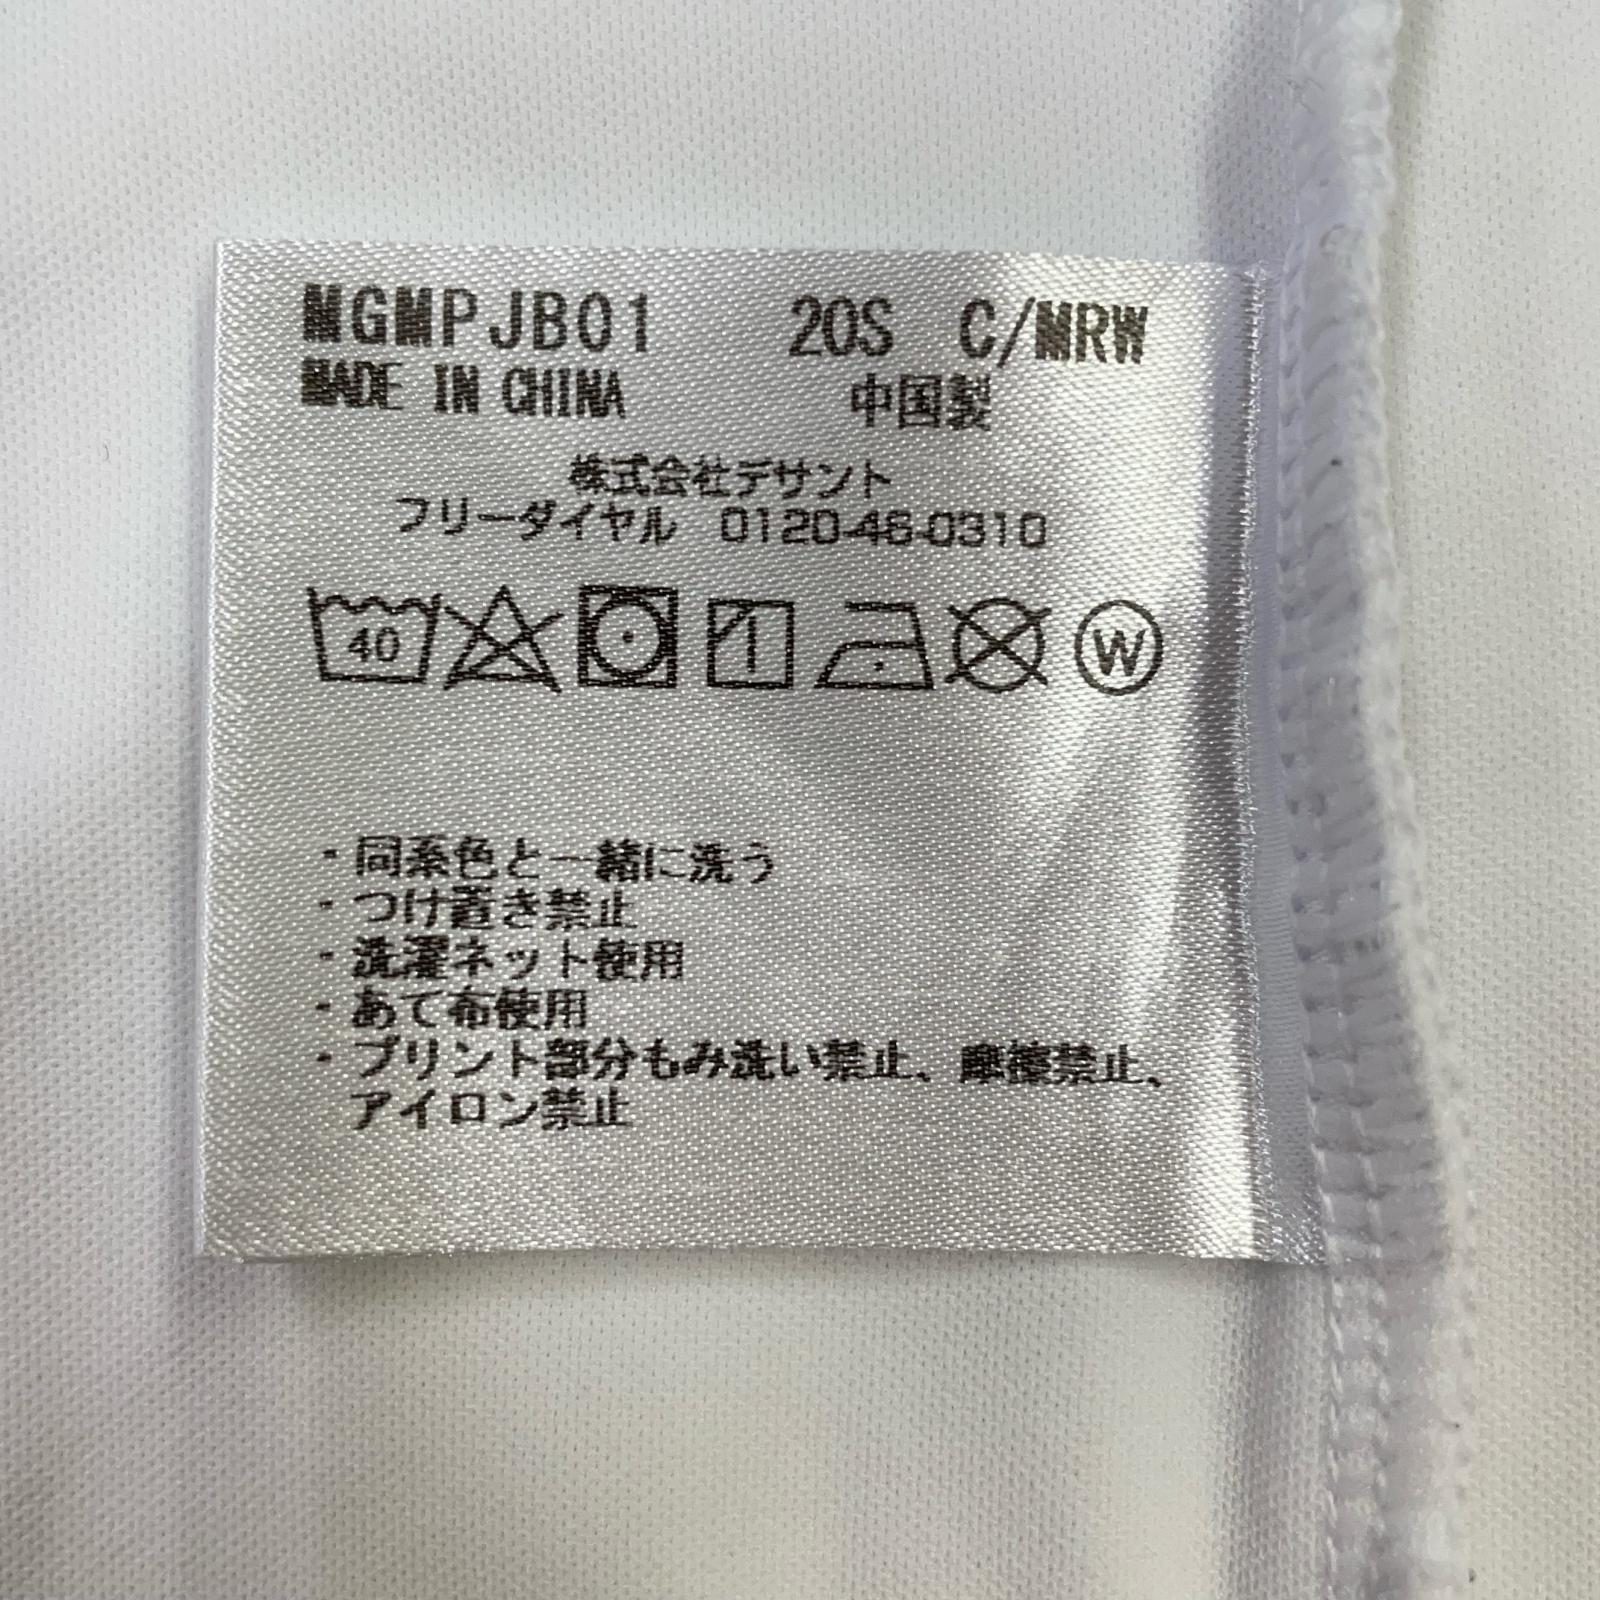 MGMPJB01 20S C/MRW
MADE IN CHINA 中国製
株式会社デサント
フリーダイヤル 0120-46-0310
40 W
・同系色と一緒に洗う
・つけ置き禁止
・洗濯ネット使用
・あて布使用
・プリント部分もみ洗い禁止、摩擦禁止、
アイロン禁止